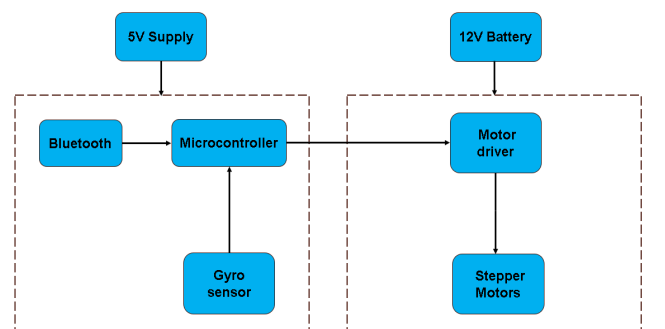 5V Supply
12V Battery
Bluetooth
Microcontroller
Motor
driver
Gyro
sensor
Stepper
Motors